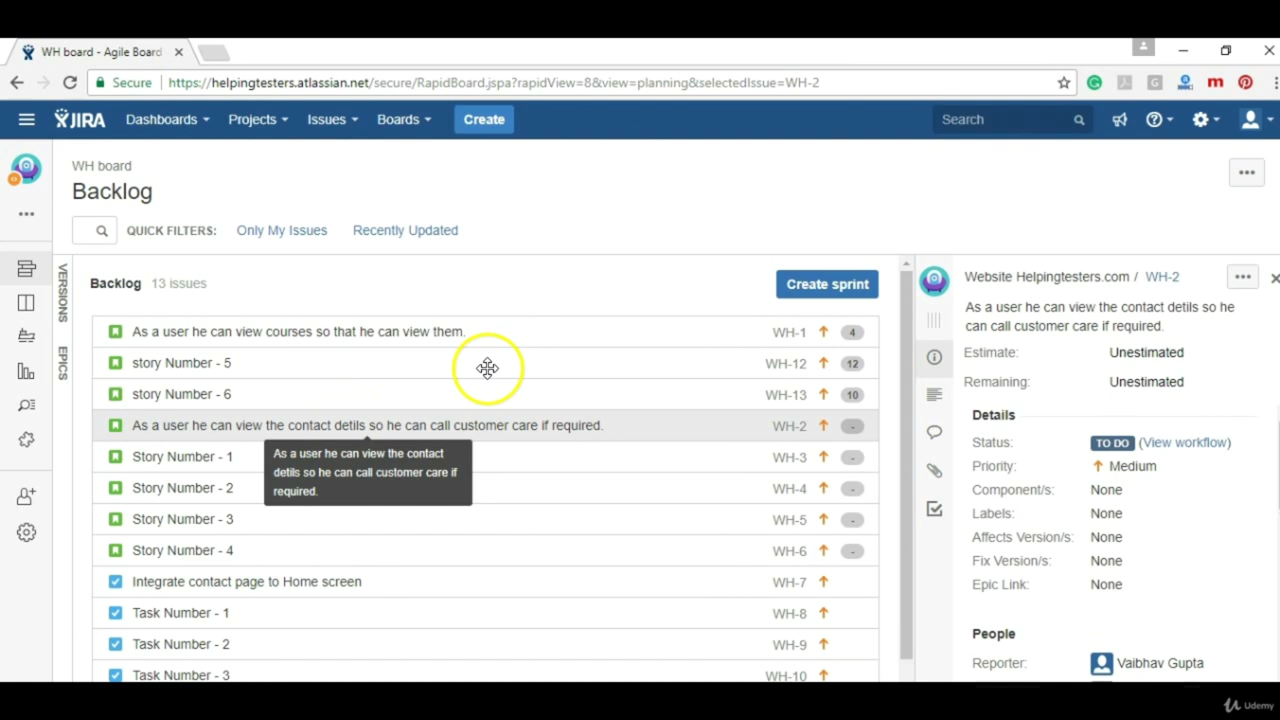 WH board - Agile Board
Secure https://helpingtesters.atlassian.net/secure/RapidBoard.jspa?rapidView=8&view=planning&selectedIssue=WH-2
JIRA Dashboards Projects Issues Boards Create Search
WH board
Backlog
QUICK FILTERS: Only My Issues Recently Updated
VERSIONS
EPICS
Backlog 13 issues Create sprint
As a user he can view courses so that he can view them. WH-1 4
story Number - 5 WH-12 12
story Number - 6 WH-13 10
As a user he can view the contact detils so he can call customer care if required. WH-2 -
As a user he can view the contact
detils so he can call customer care if
required.
Story Number - 1 WH-3 -
Story Number - 2 WH-4 -
Story Number - 3 WH-5 -
Story Number - 4 WH-6 -
Integrate contact page to Home screen WH-7
Task Number - 1 WH-8
Task Number - 2 WH-9
Task Number - 3 WH-10
Website Helpingtesters.com / WH-2
As a user he can view the contact detils so he
can call customer care if required.
Estimate: Unestimated
Remaining: Unestimated
Details
Status: TO DO (View workflow)
Priority: Medium
Component/s: None
Labels: None
Affects Version/s: None
Fix Version/s: None
Epic Link: None
People
Reporter: Vaibhav Gupta
Udemy